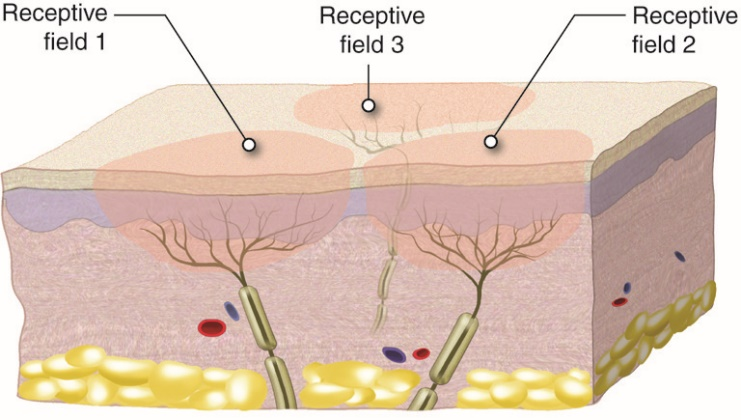 Receptive
field 1
Receptive
field 3
Receptive
field 2